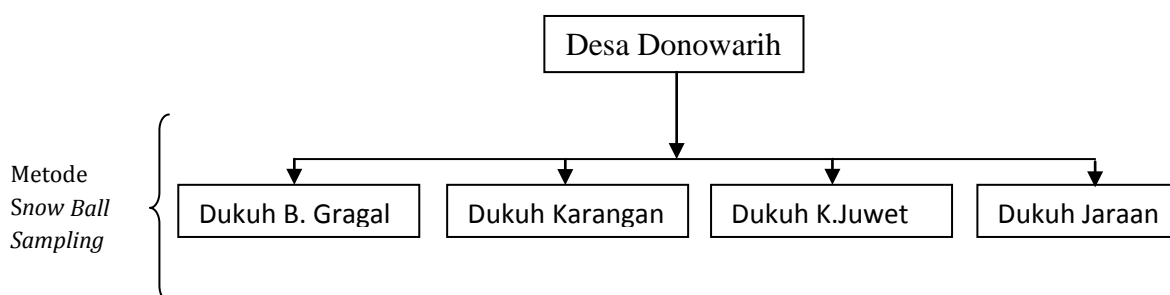 Desa Donowarih
Metode
Snow Ball
Sampling
Dukuh B. Gragal
Dukuh Karangan
Dukuh K.Juwet
Dukuh Jaraan